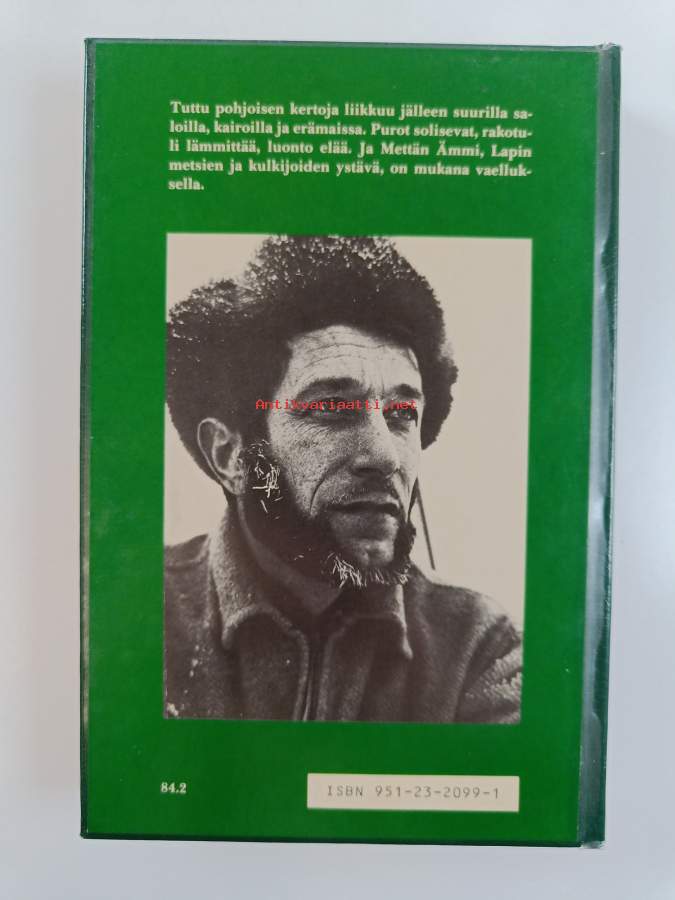 Tuttu pohjoisen kertoja liikkuu jälleen suurilla sa-
loilla, kairoilla ja erämaissa. Purot solisevat, rakotu-
li lämmittää, luonto elää. Ja Mettän Ämmi, Lapin
metsien ja kulkijoiden ystävä, on mukana vaelluk-
sella.
Antikvariaatti.net
84.2
ISBN 951-23-2099-1